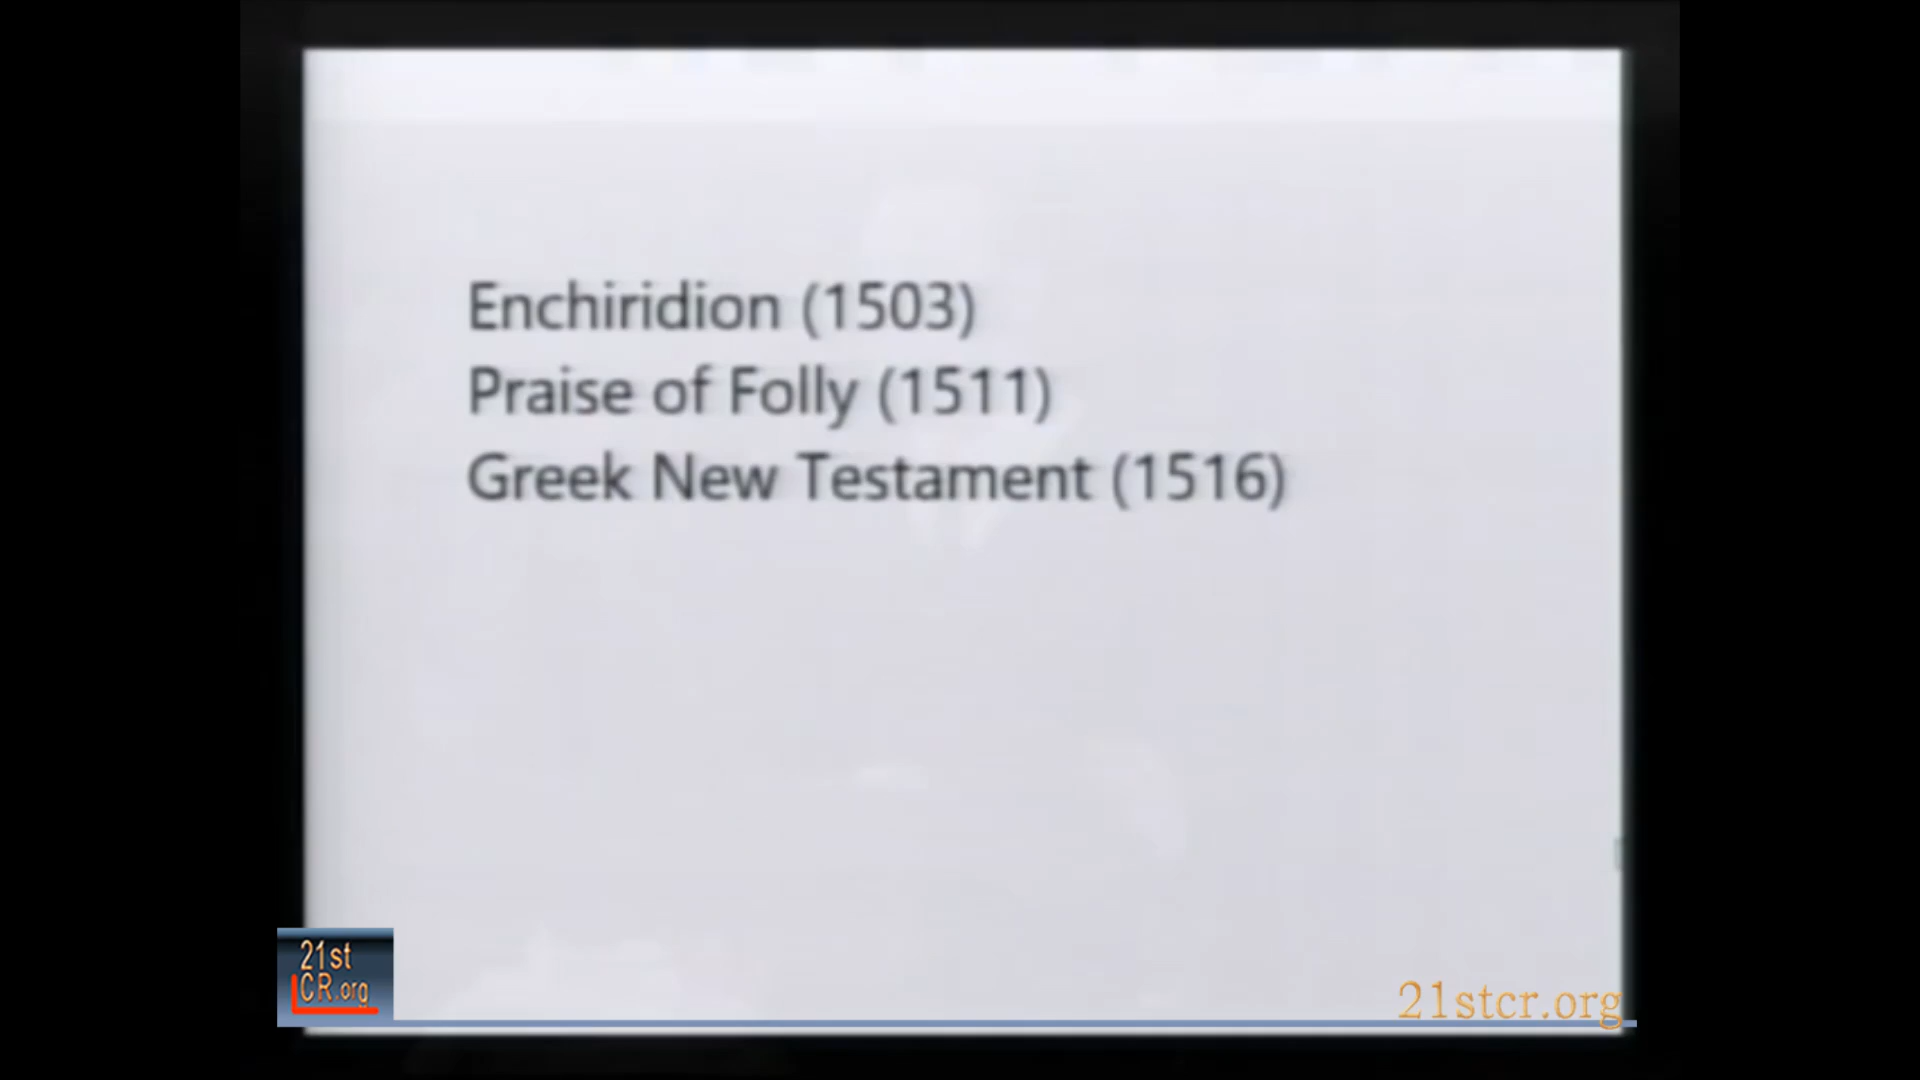 Enchiridion (1503)
Praise of Folly (1511)
Greek New Testament (1516)
21st
CR.org
21stcr.org